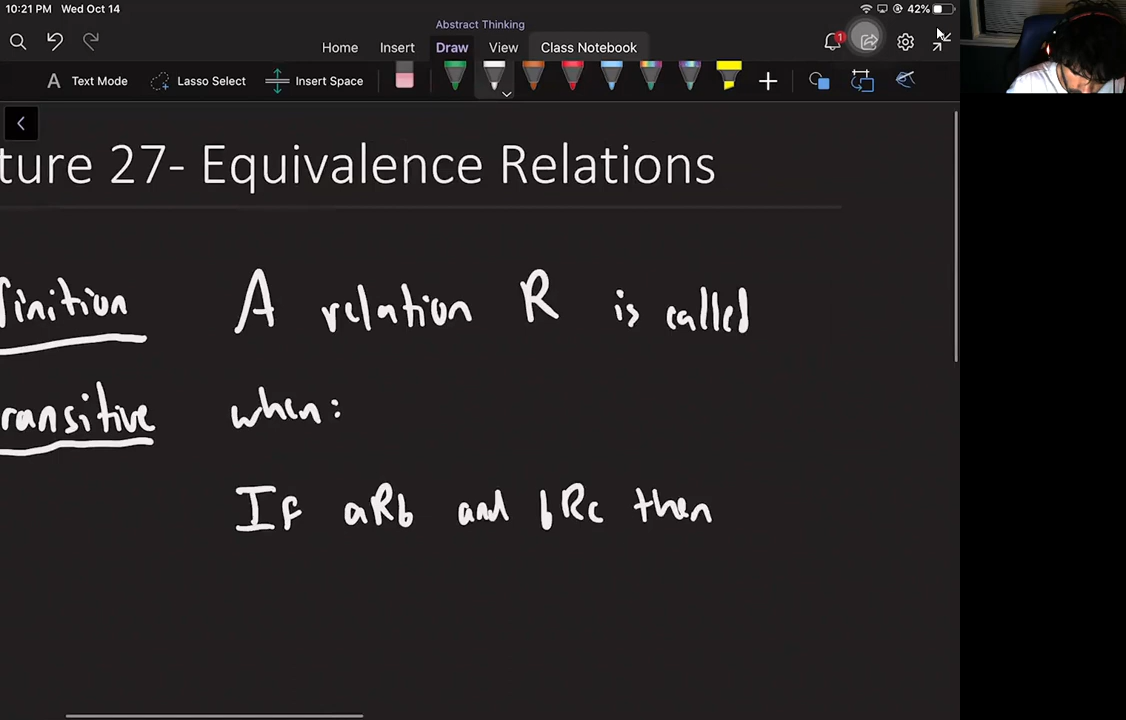 10:21 PM Wed Oct 14
42%
Abstract Thinking
Home Insert Draw View Class Notebook
1
A Text Mode Lasso Select Insert Space
ture 27- Equivalence Relations
finition A relation R is called
ransitive when:
If aRb and bRc then